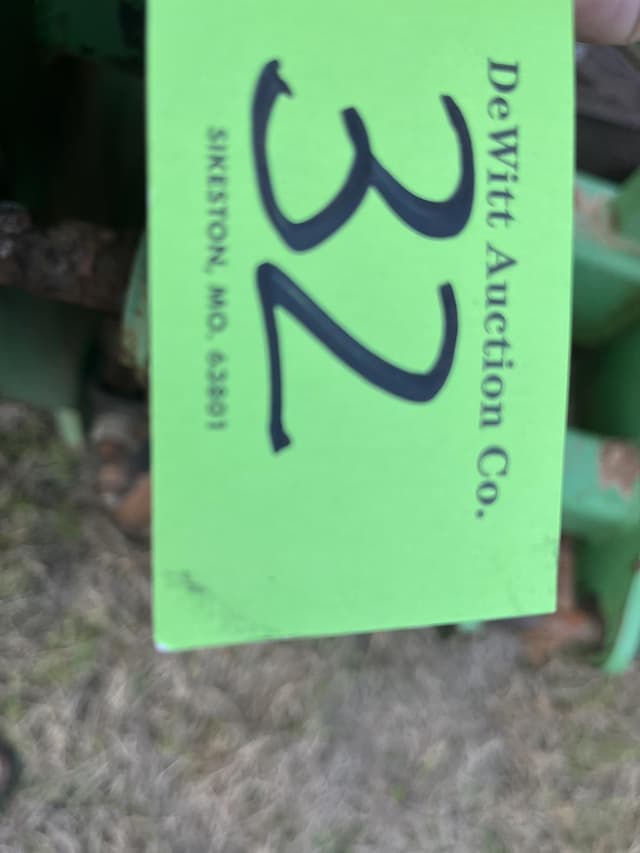 DeWitt Auction Co.
32
SIKESTON, MO. 63801